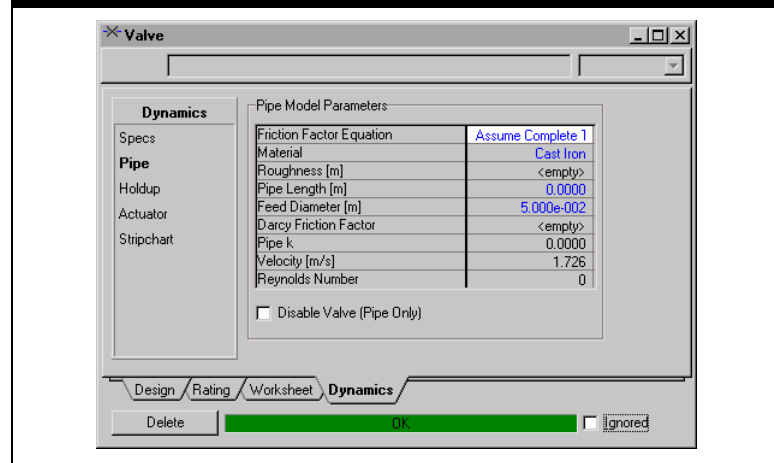 Valve
Dynamics
Specs
Pipe
Holdup
Actuator
Stripchart
Pipe Model Parameters
Friction Factor Equation Assume Complete 1
Material Cast Iron
Roughness [m] <empty>
Pipe Length [m] 0.0000
Feed Diameter [m] 5.000e-002
Darcy Friction Factor <empty>
Pipe k 0.0000
Velocity [m/s] 1.726
Reynolds Number 0
Disable Valve (Pipe Only)
Design Rating Worksheet Dynamics
Delete OK Ignored